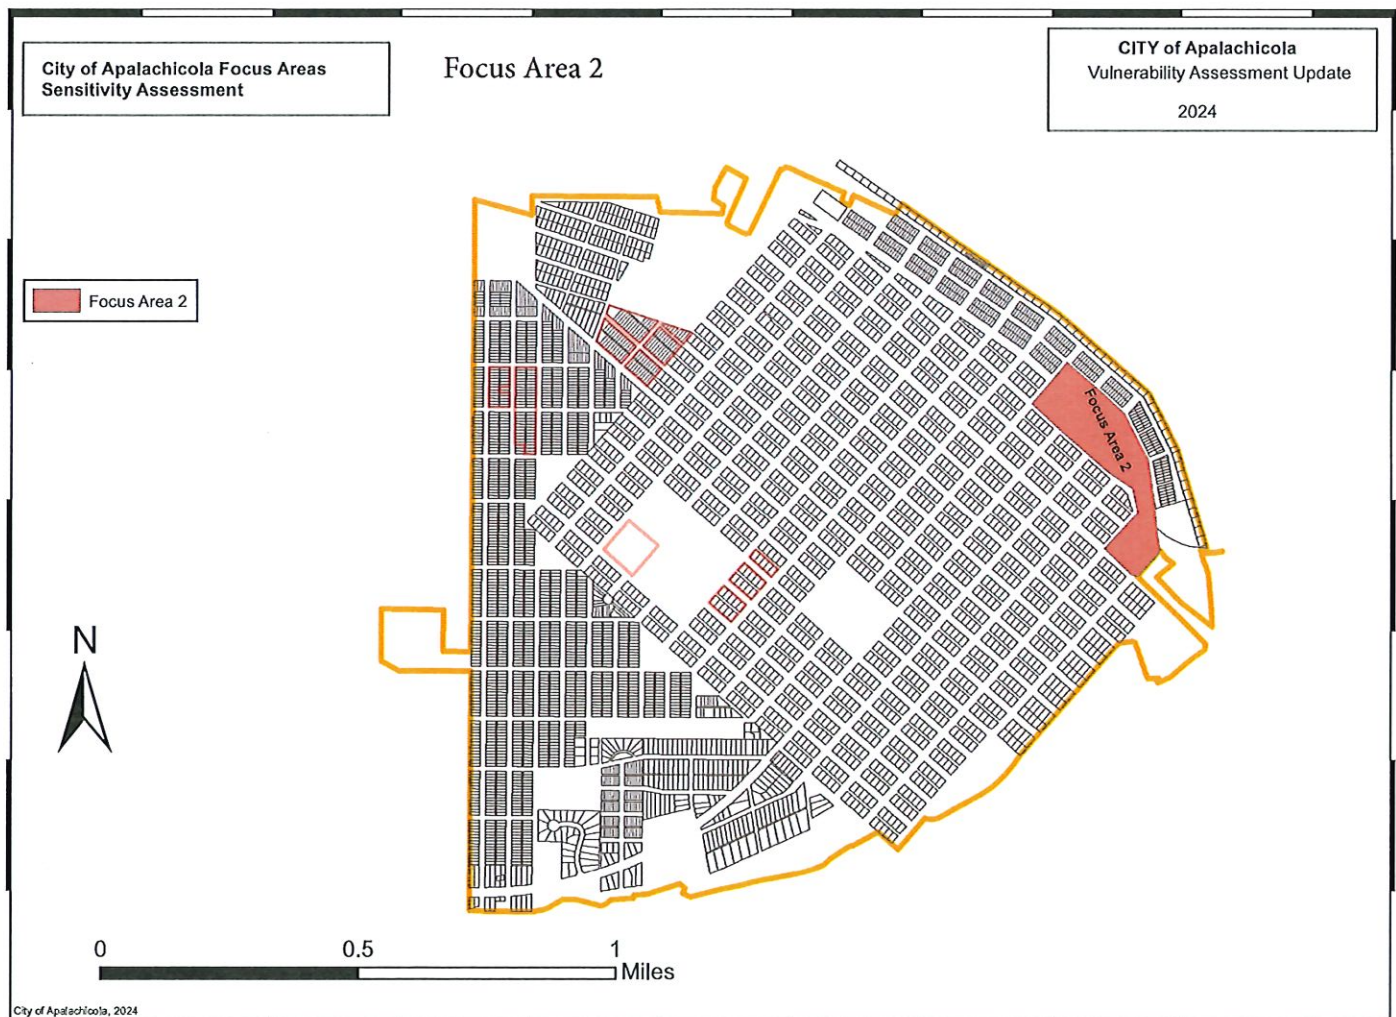 City of Apalachicola Focus Areas
Sensitivity Assessment
Focus Area 2
CITY of Apalachicola
Vulnerability Assessment Update
2024
Focus Area 2
Focus Area 2
N
0 0.5 1
Miles
City of Apalachicola, 2024